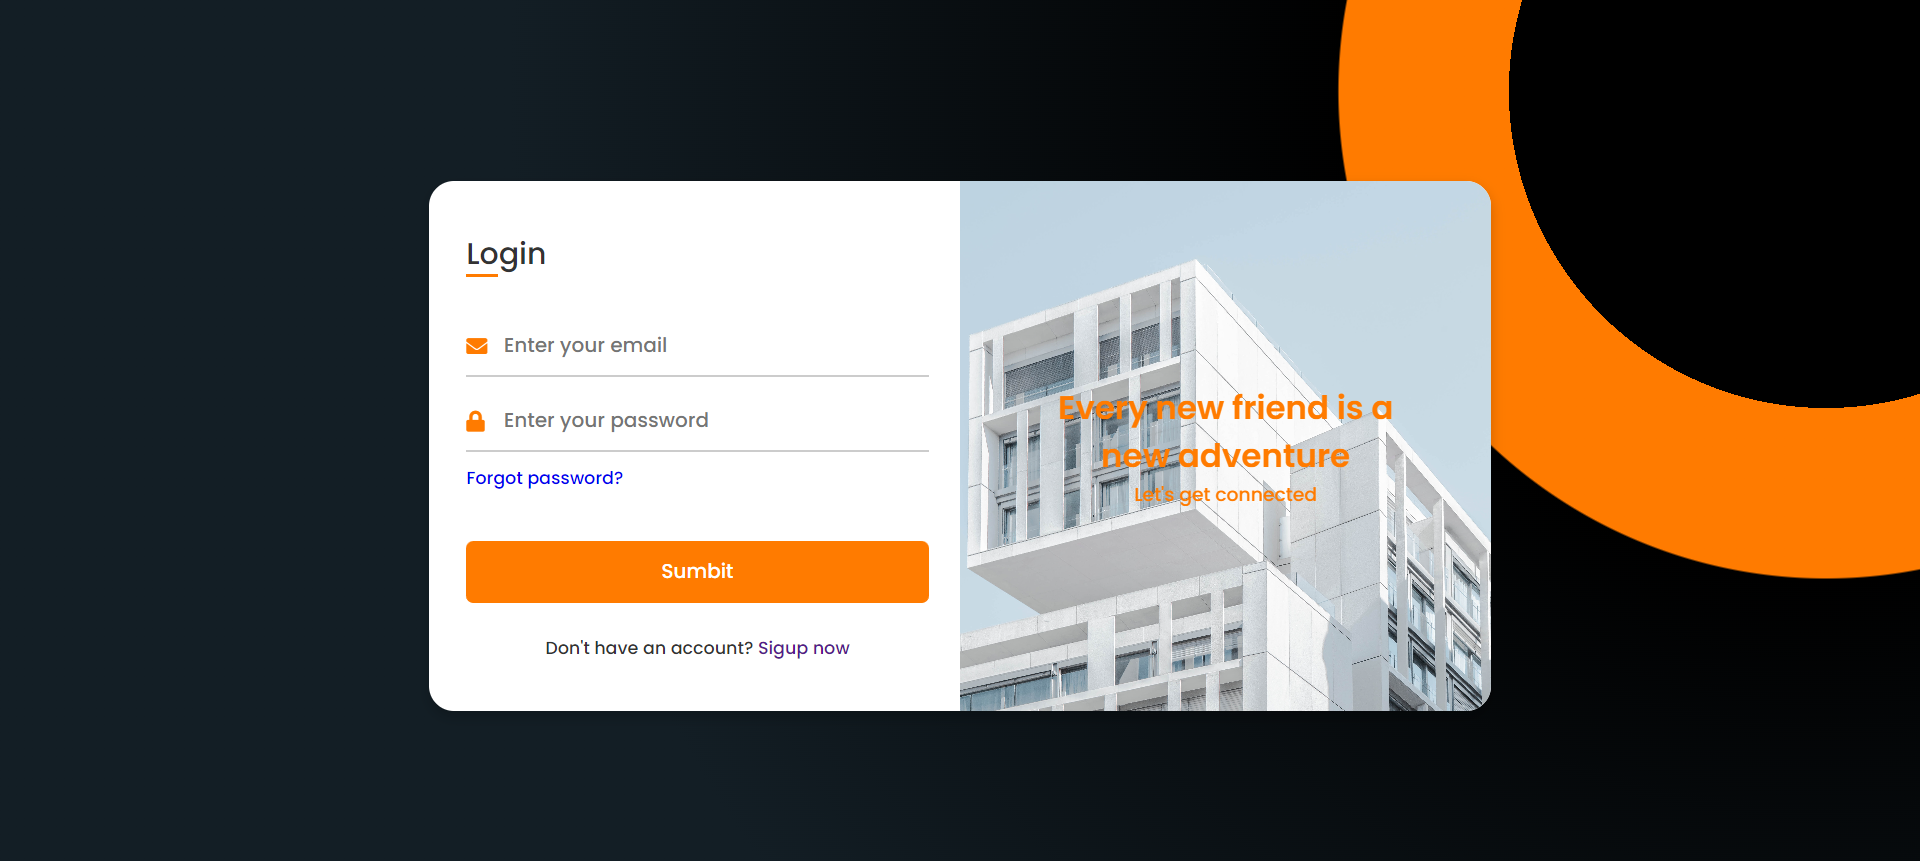 Login
Enter your email
Enter your password
Forgot password?
Sumbit
Don't have an account? Sigup now
Every new friend is a
new adventure
Let's get connected